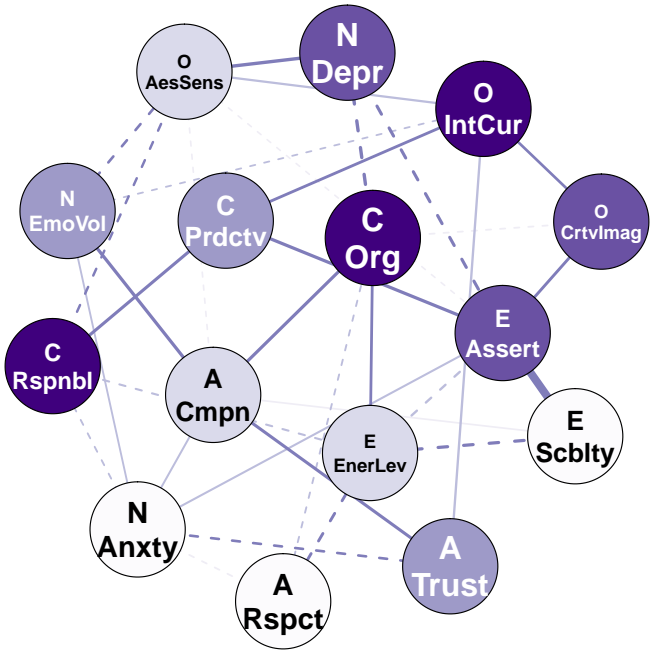 N
Depr
O
AesSens
O
IntCur
N
EmoVol
C
Prdctv
C
Org
O
CrtvImag
E
Assert
C
Rspnbl
A
Cmpn
E
Scblty
E
EnerLev
N
Anxty
A
Trust
A
Rspct